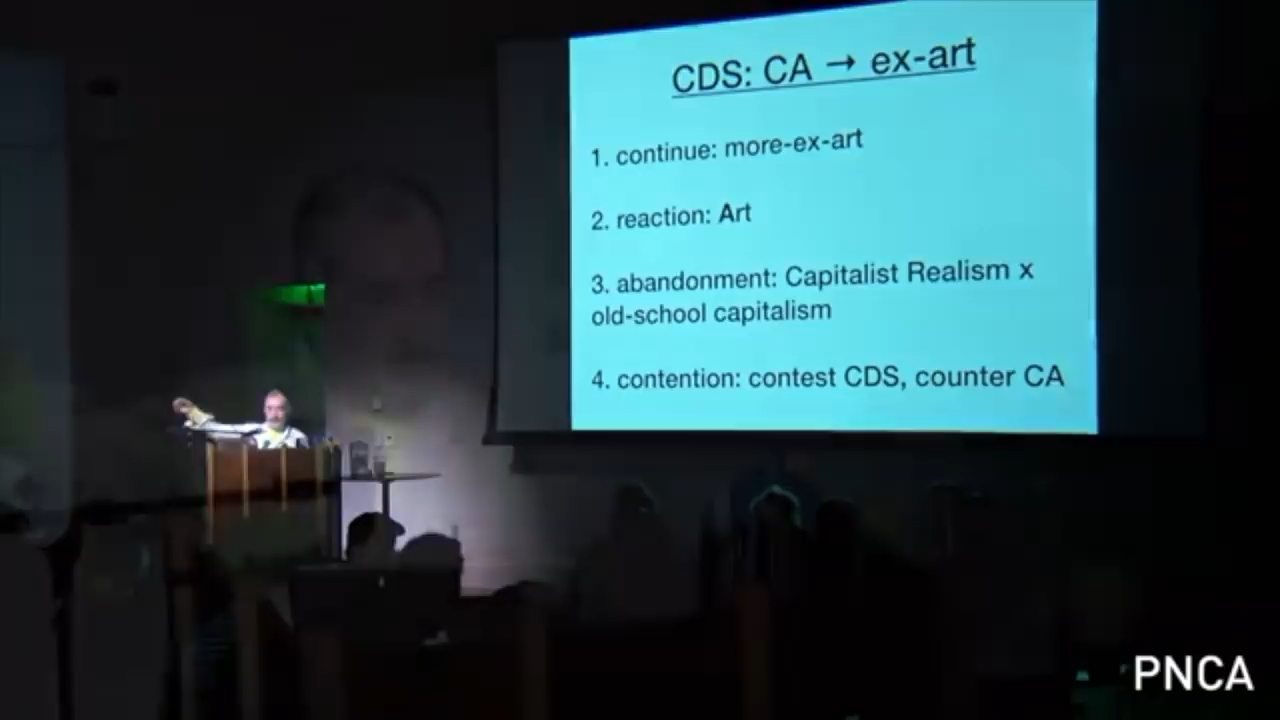 CDS: CA → ex-art
1. continue: more-ex-art
2. reaction: Art
3. abandonment: Capitalist Realism x
old-school capitalism
4. contention: contest CDS, counter CA
PNCA